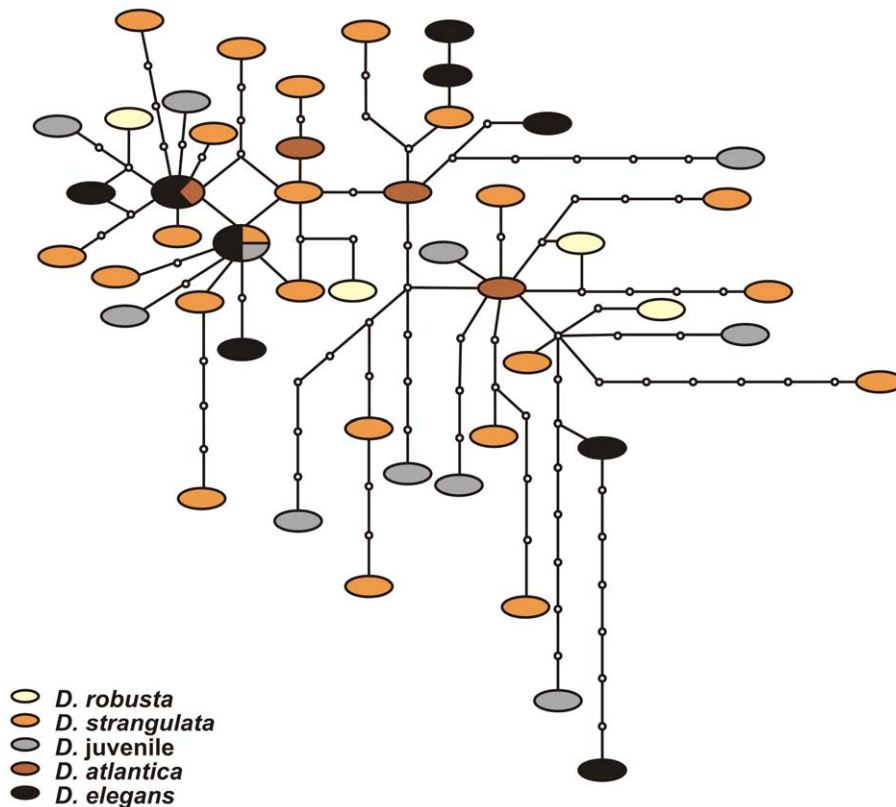 D. robusta
D. strangulata
D. juvenile
D. atlantica
D. elegans